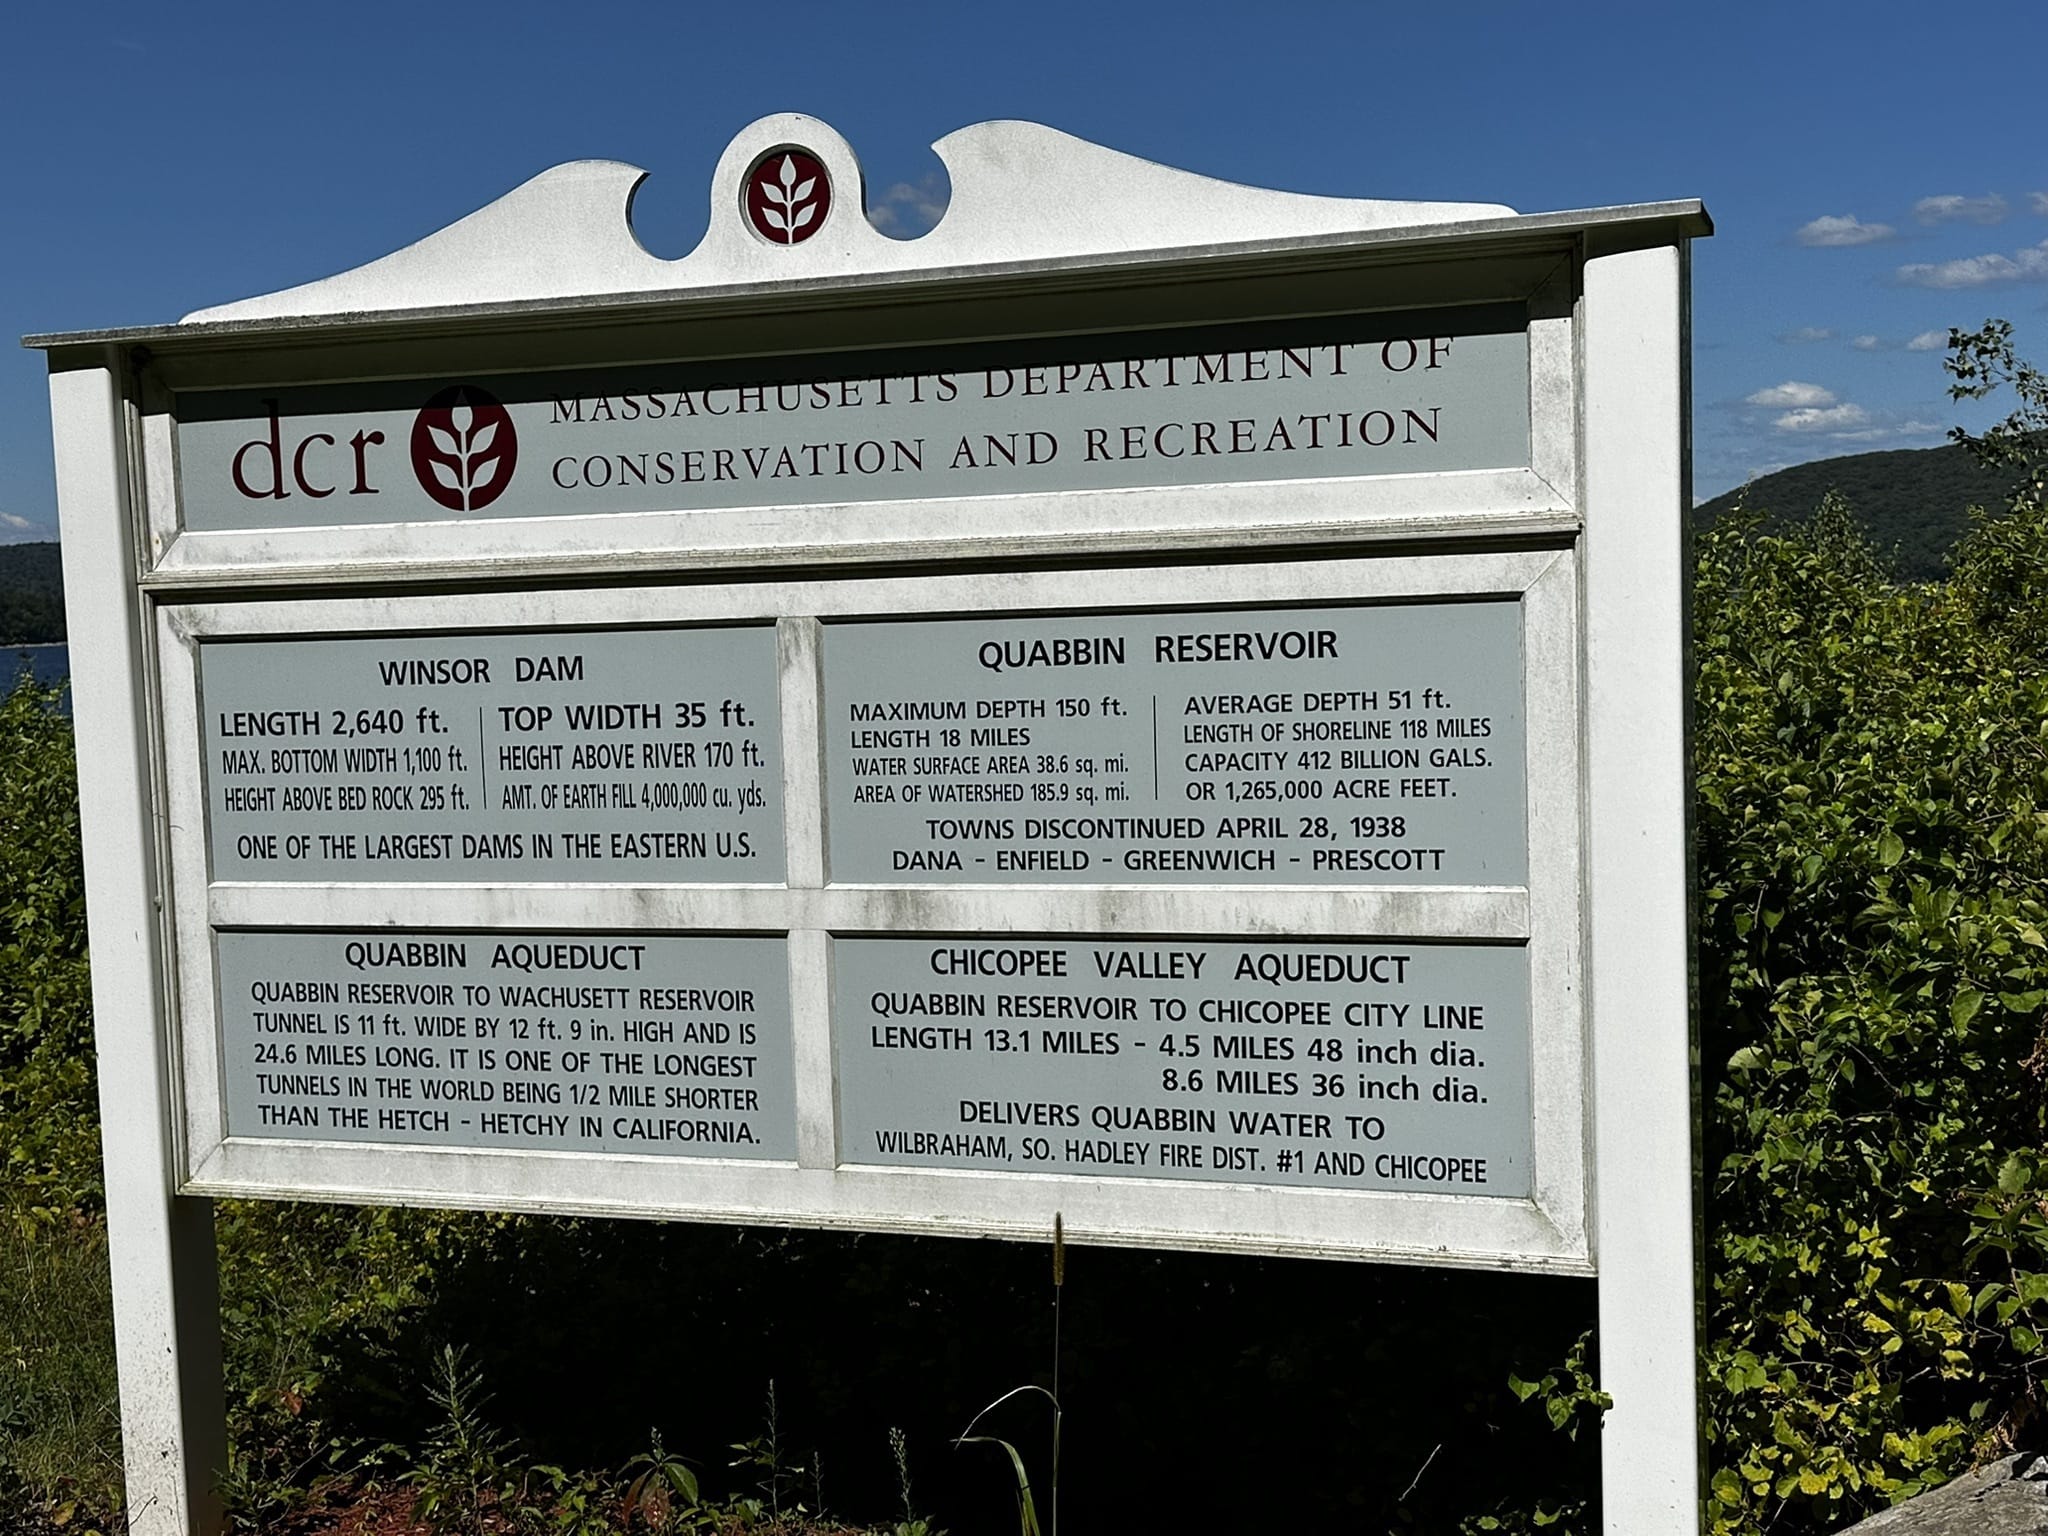 dcr MASSACHUSETTS DEPARTMENT OF
CONSERVATION AND RECREATION
WINSOR DAM
LENGTH 2,640 ft.
MAX. BOTTOM WIDTH 1,100 ft.
HEIGHT ABOVE BED ROCK 295 ft.
TOP WIDTH 35 ft.
HEIGHT ABOVE RIVER 170 ft.
AMT. OF EARTH FILL 4,000,000 cu. yds.
ONE OF THE LARGEST DAMS IN THE EASTERN U.S.
QUABBIN RESERVOIR
MAXIMUM DEPTH 150 ft.
LENGTH 18 MILES
WATER SURFACE AREA 38.6 sq. mi.
AREA OF WATERSHED 185.9 sq. mi.
AVERAGE DEPTH 51 ft.
LENGTH OF SHORELINE 118 MILES
CAPACITY 412 BILLION GALS.
OR 1,265,000 ACRE FEET.
TOWNS DISCONTINUED APRIL 28, 1938
DANA - ENFIELD - GREENWICH - PRESCOTT
QUABBIN AQUEDUCT
QUABBIN RESERVOIR TO WACHUSETT RESERVOIR
TUNNEL IS 11 ft. WIDE BY 12 ft. 9 in. HIGH AND IS
24.6 MILES LONG. IT IS ONE OF THE LONGEST
TUNNELS IN THE WORLD BEING 1/2 MILE SHORTER
THAN THE HETCH - HETCHY IN CALIFORNIA.
CHICOPEE VALLEY AQUEDUCT
QUABBIN RESERVOIR TO CHICOPEE CITY LINE
LENGTH 13.1 MILES - 4.5 MILES 48 inch dia.
8.6 MILES 36 inch dia.
DELIVERS QUABBIN WATER TO
WILBRAHAM, SO. HADLEY FIRE DIST. #1 AND CHICOPEE